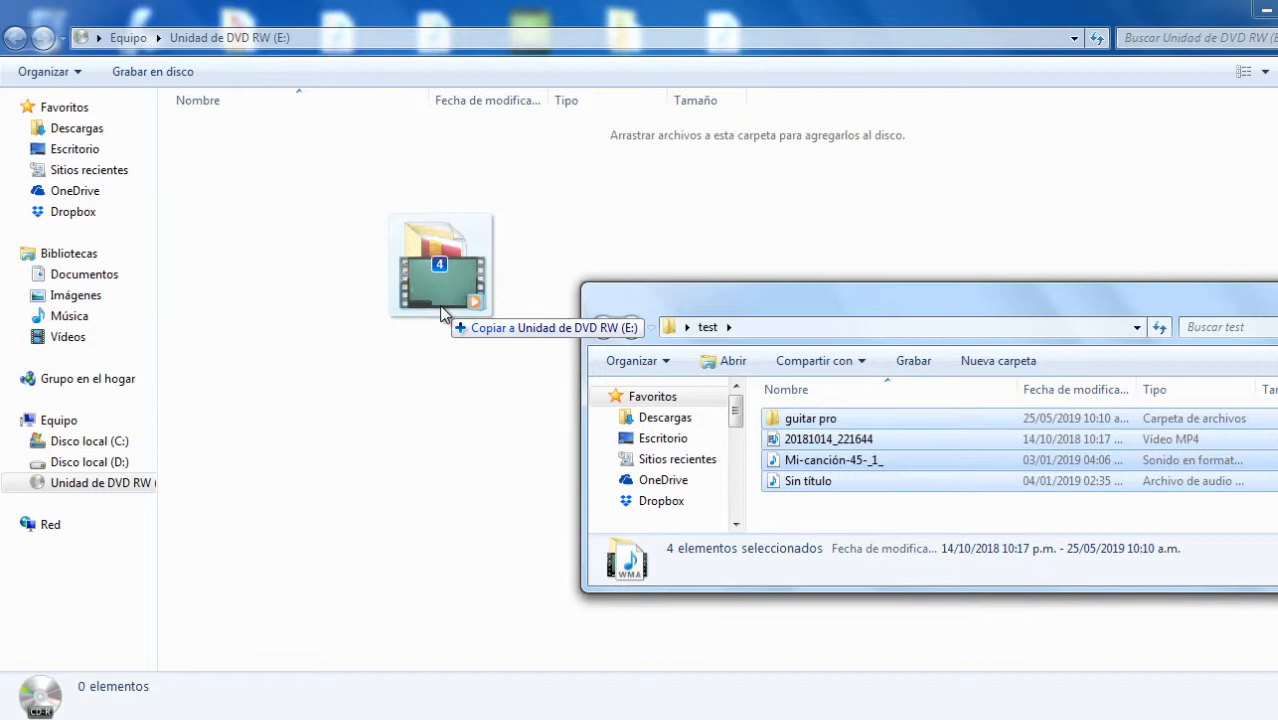 Equipo ▸ Unidad de DVD RW (E:)
Buscar Unidad de DVD RW (E
Organizar Grabar en disco
Nombre Fecha de modifica... Tipo Tamaño
Arrastrar archivos a esta carpeta para agregarlos al disco.
Favoritos
Descargas
Escritorio
Sitios recientes
OneDrive
Dropbox
Bibliotecas
Documentos
Imágenes
Música
Vídeos
Grupo en el hogar
Equipo
Disco local (C:)
Disco local (D:)
Unidad de DVD RW (
Red
4
Copiar a Unidad de DVD RW (E:)
test
Buscar test
Organizar Abrir Compartir con Grabar Nueva carpeta
Favoritos
Descargas
Escritorio
Sitios recientes
OneDrive
Dropbox
Nombre Fecha de modifica... Tipo Ta
guitar pro 25/05/2019 10:10 a... Carpeta de archivos
20181014_221644 14/10/2018 10:17 ... Vídeo MP4
Mi-canción-45-_1_ 03/01/2019 04:06 ... Sonido en format...
Sin título 04/01/2019 02:35 ... Archivo de audio ...
WMA
4 elementos seleccionados Fecha de modifica... 14/10/2018 10:17 p.m. - 25/05/2019 10:10 a.m.
0 elementos
CD-R